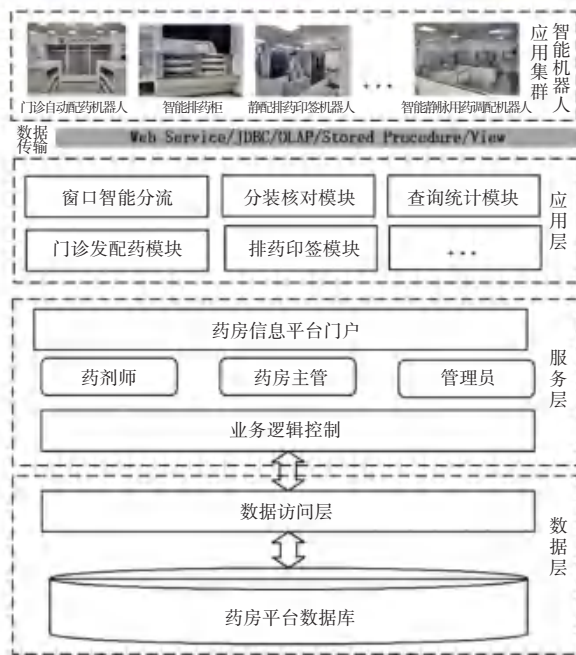 门诊自动配药机器人 智能排药柜 静配排药印签机器人 ... 智能静脉用药调配机器人
智能机器人
应用集群
数据
传输
Web Service/JDBC/OLAP/Stored Procedure/View
窗口智能分流 分装核对模块 查询统计模块
门诊发配药模块 排药印签模块 ...
应用层
药房信息平台门户
药剂师 药房主管 管理员
业务逻辑控制
服务层
数据访问层
药房平台数据库
数据层